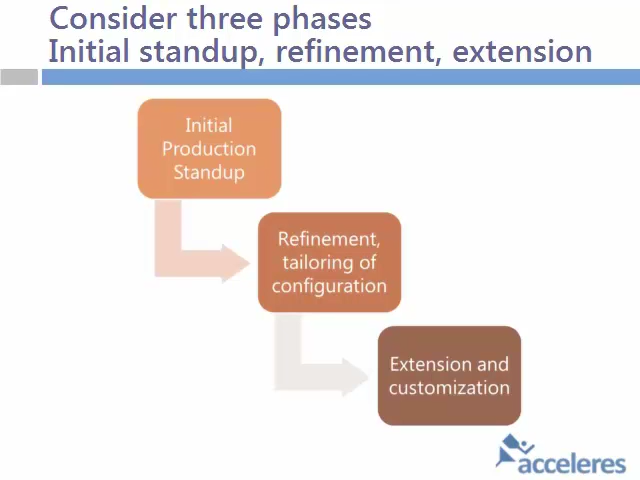 Consider three phases
Initial standup, refinement, extension
Initial
Production
Standup
Refinement,
tailoring of
configuration
Extension and
customization
acceleres